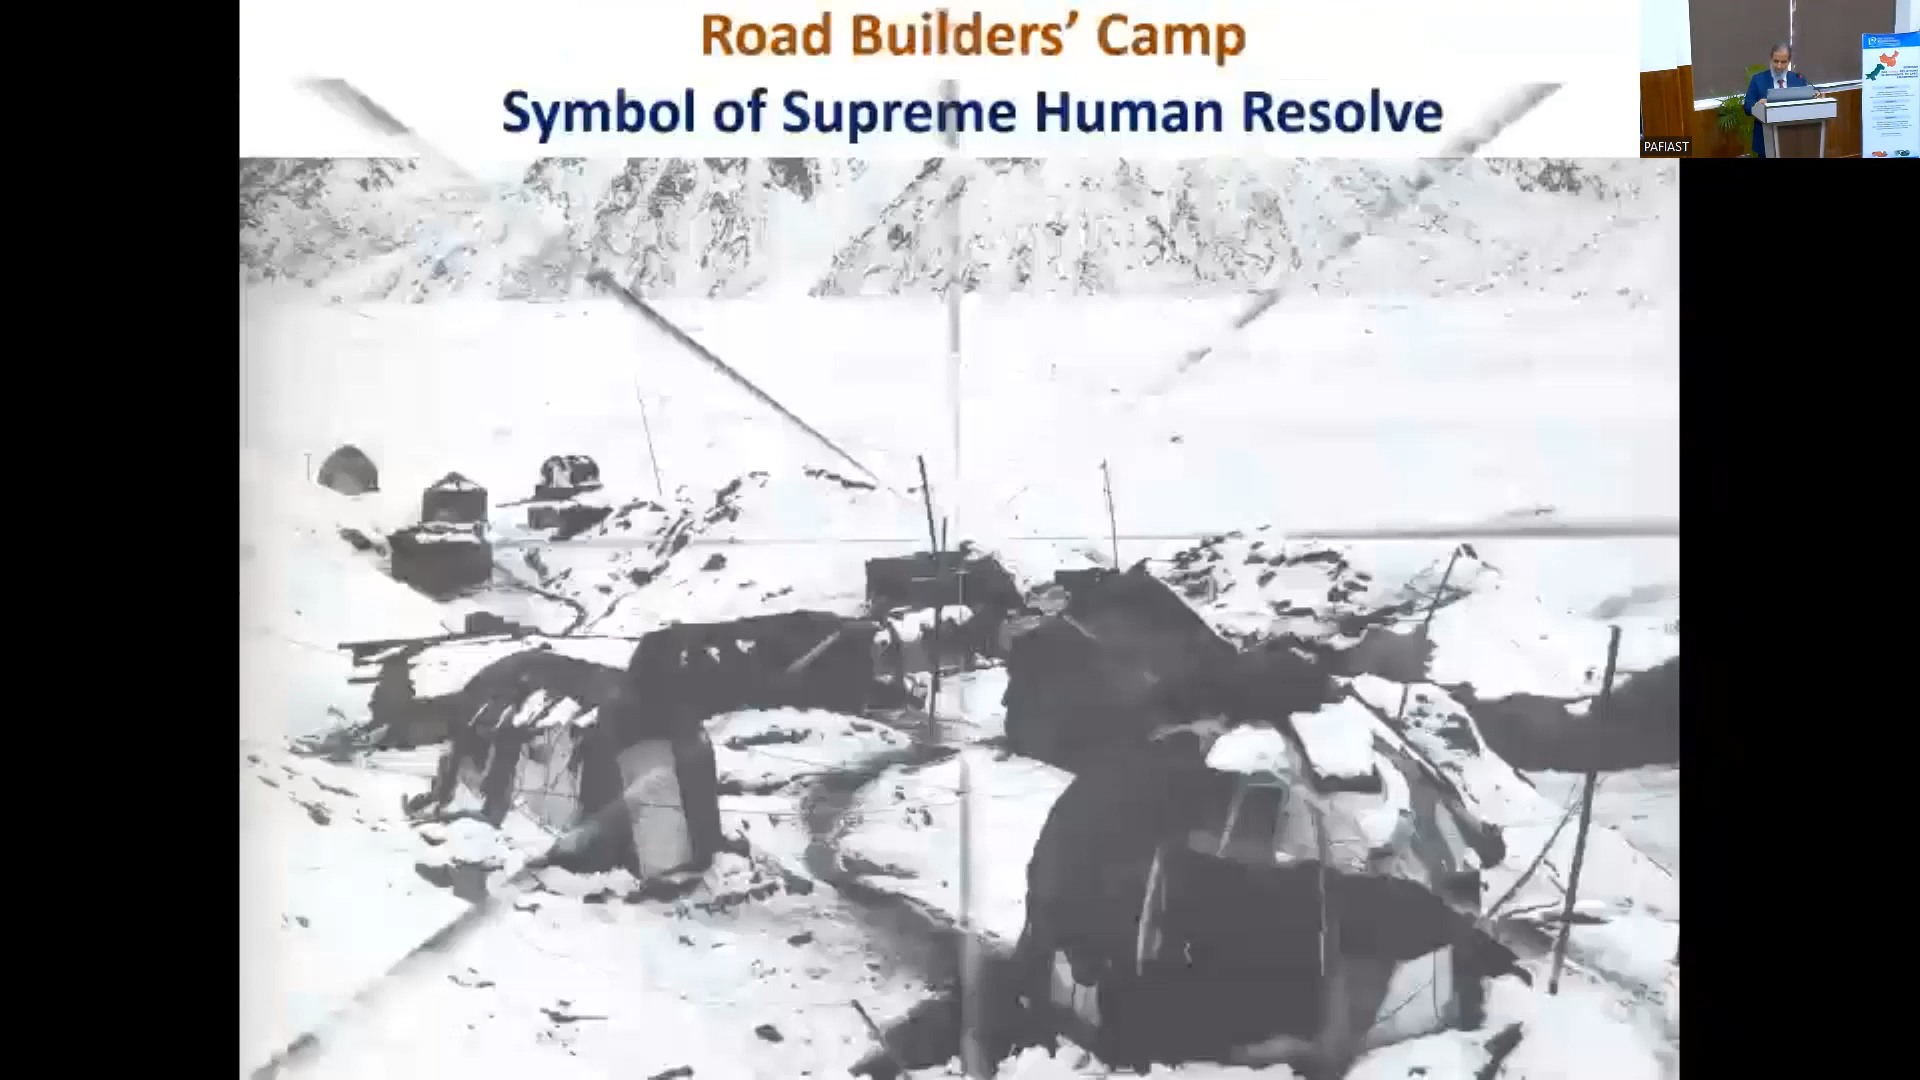 Road Builders’ Camp
Symbol of Supreme Human Resolve
PAFIAST